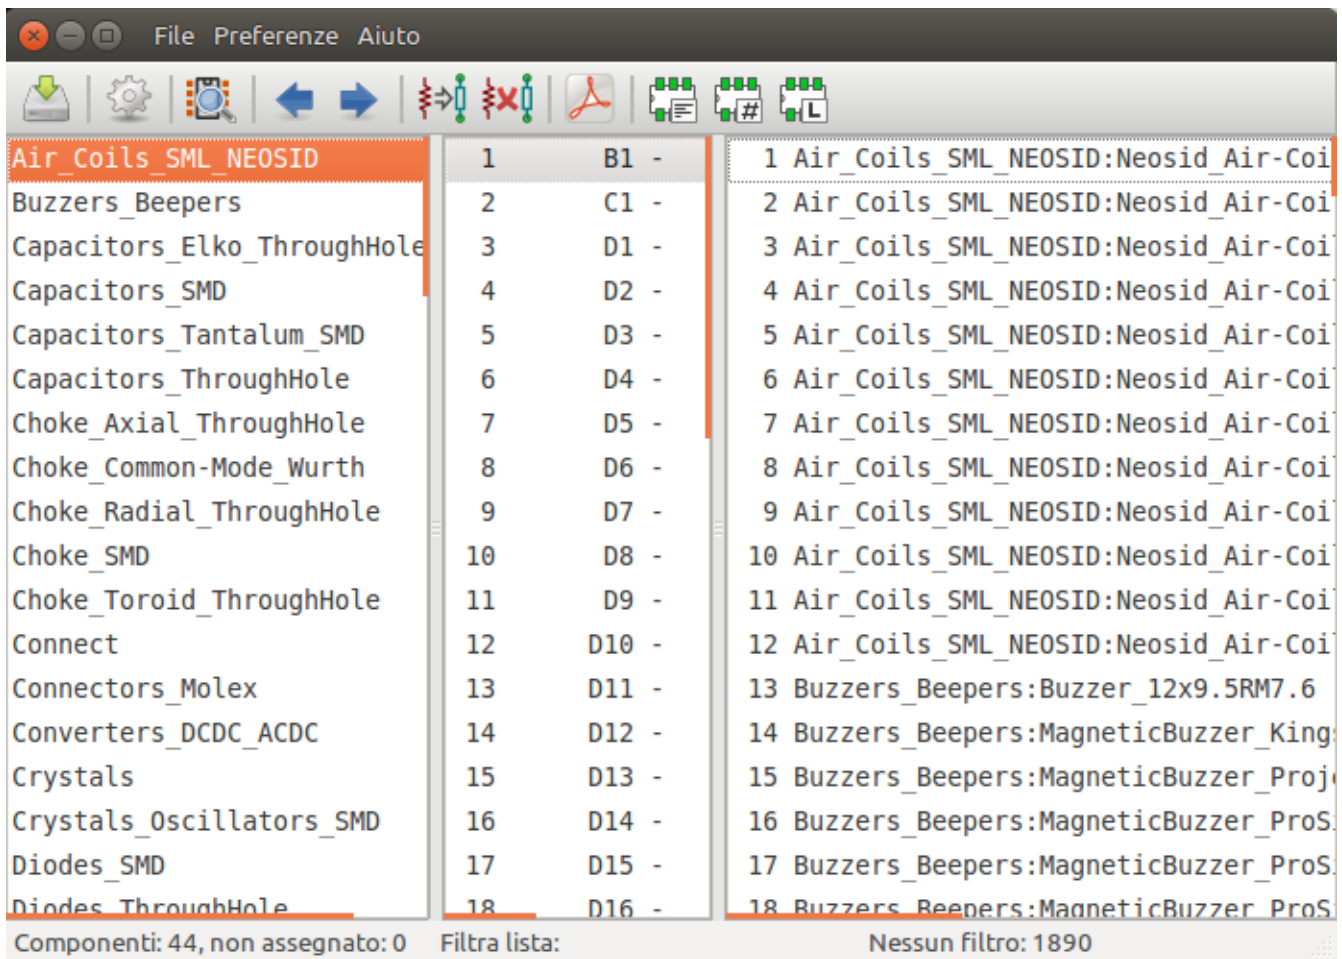 File Preferenze Aiuto
#
L
Air_Coils_SML_NEOSID
Buzzers_Beepers
Capacitors_Elko_ThroughHole
Capacitors_SMD
Capacitors_Tantalum_SMD
Capacitors_ThroughHole
Choke_Axial_ThroughHole
Choke_Common-Mode_Wurth
Choke_Radial_ThroughHole
Choke_SMD
Choke_Toroid_ThroughHole
Connect
Connectors_Molex
Converters_DCDC_ACDC
Crystals
Crystals_Oscillators_SMD
Diodes_SMD
Diodes_ThroughHole
1 B1 -
2 C1 -
3 D1 -
4 D2 -
5 D3 -
6 D4 -
7 D5 -
8 D6 -
9 D7 -
10 D8 -
11 D9 -
12 D10 -
13 D11 -
14 D12 -
15 D13 -
16 D14 -
17 D15 -
18 D16 -
1 Air_Coils_SML_NEOSID:Neosid_Air-Coi
2 Air_Coils_SML_NEOSID:Neosid_Air-Coi
3 Air_Coils_SML_NEOSID:Neosid_Air-Coi
4 Air_Coils_SML_NEOSID:Neosid_Air-Coi
5 Air_Coils_SML_NEOSID:Neosid_Air-Coi
6 Air_Coils_SML_NEOSID:Neosid_Air-Coi
7 Air_Coils_SML_NEOSID:Neosid_Air-Coi
8 Air_Coils_SML_NEOSID:Neosid_Air-Coi
9 Air_Coils_SML_NEOSID:Neosid_Air-Coi
10 Air_Coils_SML_NEOSID:Neosid_Air-Coi
11 Air_Coils_SML_NEOSID:Neosid_Air-Coi
12 Air_Coils_SML_NEOSID:Neosid_Air-Coi
13 Buzzers_Beepers:Buzzer_12x9.5RM7.6
14 Buzzers_Beepers:MagneticBuzzer_King
15 Buzzers_Beepers:MagneticBuzzer_Proj
16 Buzzers_Beepers:MagneticBuzzer_ProS
17 Buzzers_Beepers:MagneticBuzzer_ProS
18 Buzzers_Beepers:MagneticBuzzer_ProS
Componenti: 44, non assegnato: 0 Filtra lista: Nessun filtro: 1890